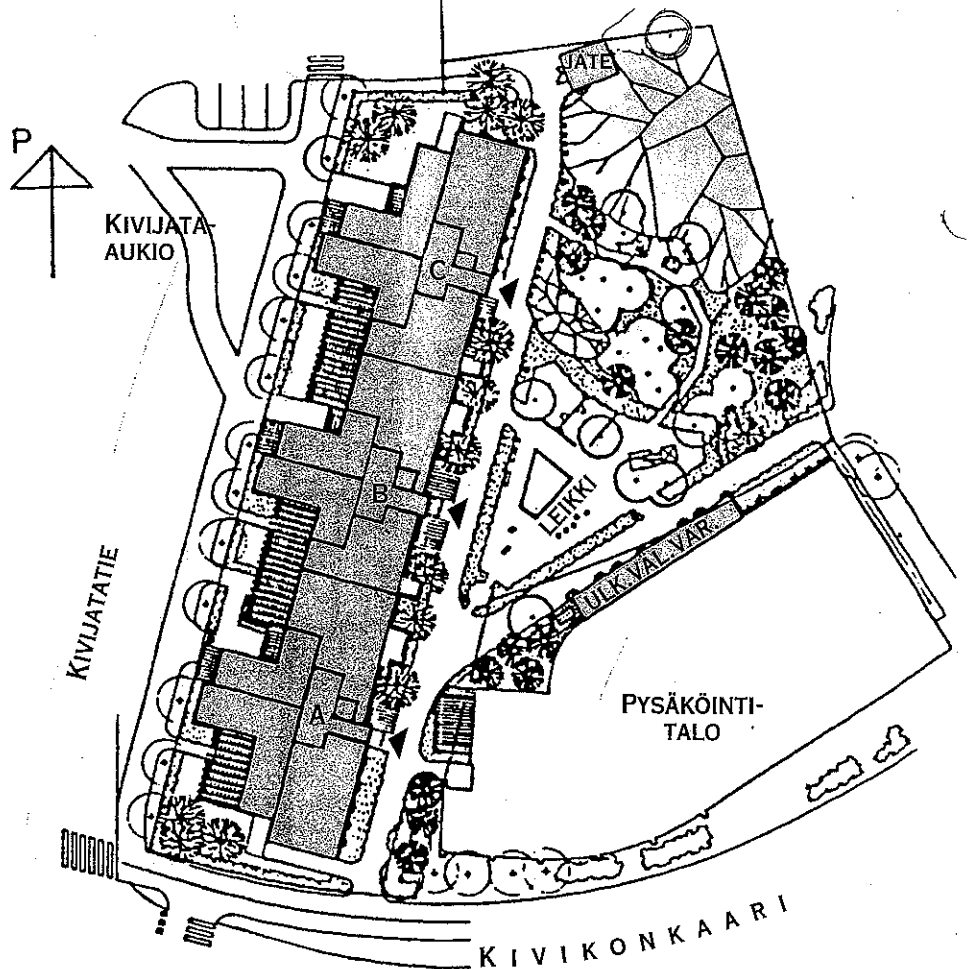 JÄTE
P
KIVIJATA-
AUKIO
C
B
LEIKKI
ULK.VÄL.VAR.
KIVIJATATIE
A
PYSÄKÖINTI-
TALO
KIVIKONKAARI